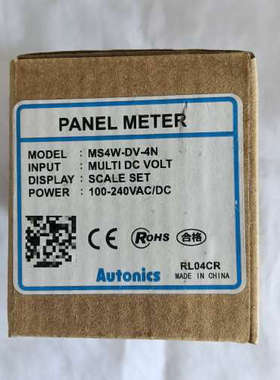 PANEL METER
MODEL : MS4W-DV-4N
INPUT : MULTI DC VOLT
DISPLAY : SCALE SET
POWER : 100-240VAC/DC
CE RoHS 合格
Autonics
RL04CR
MADE IN CHINA